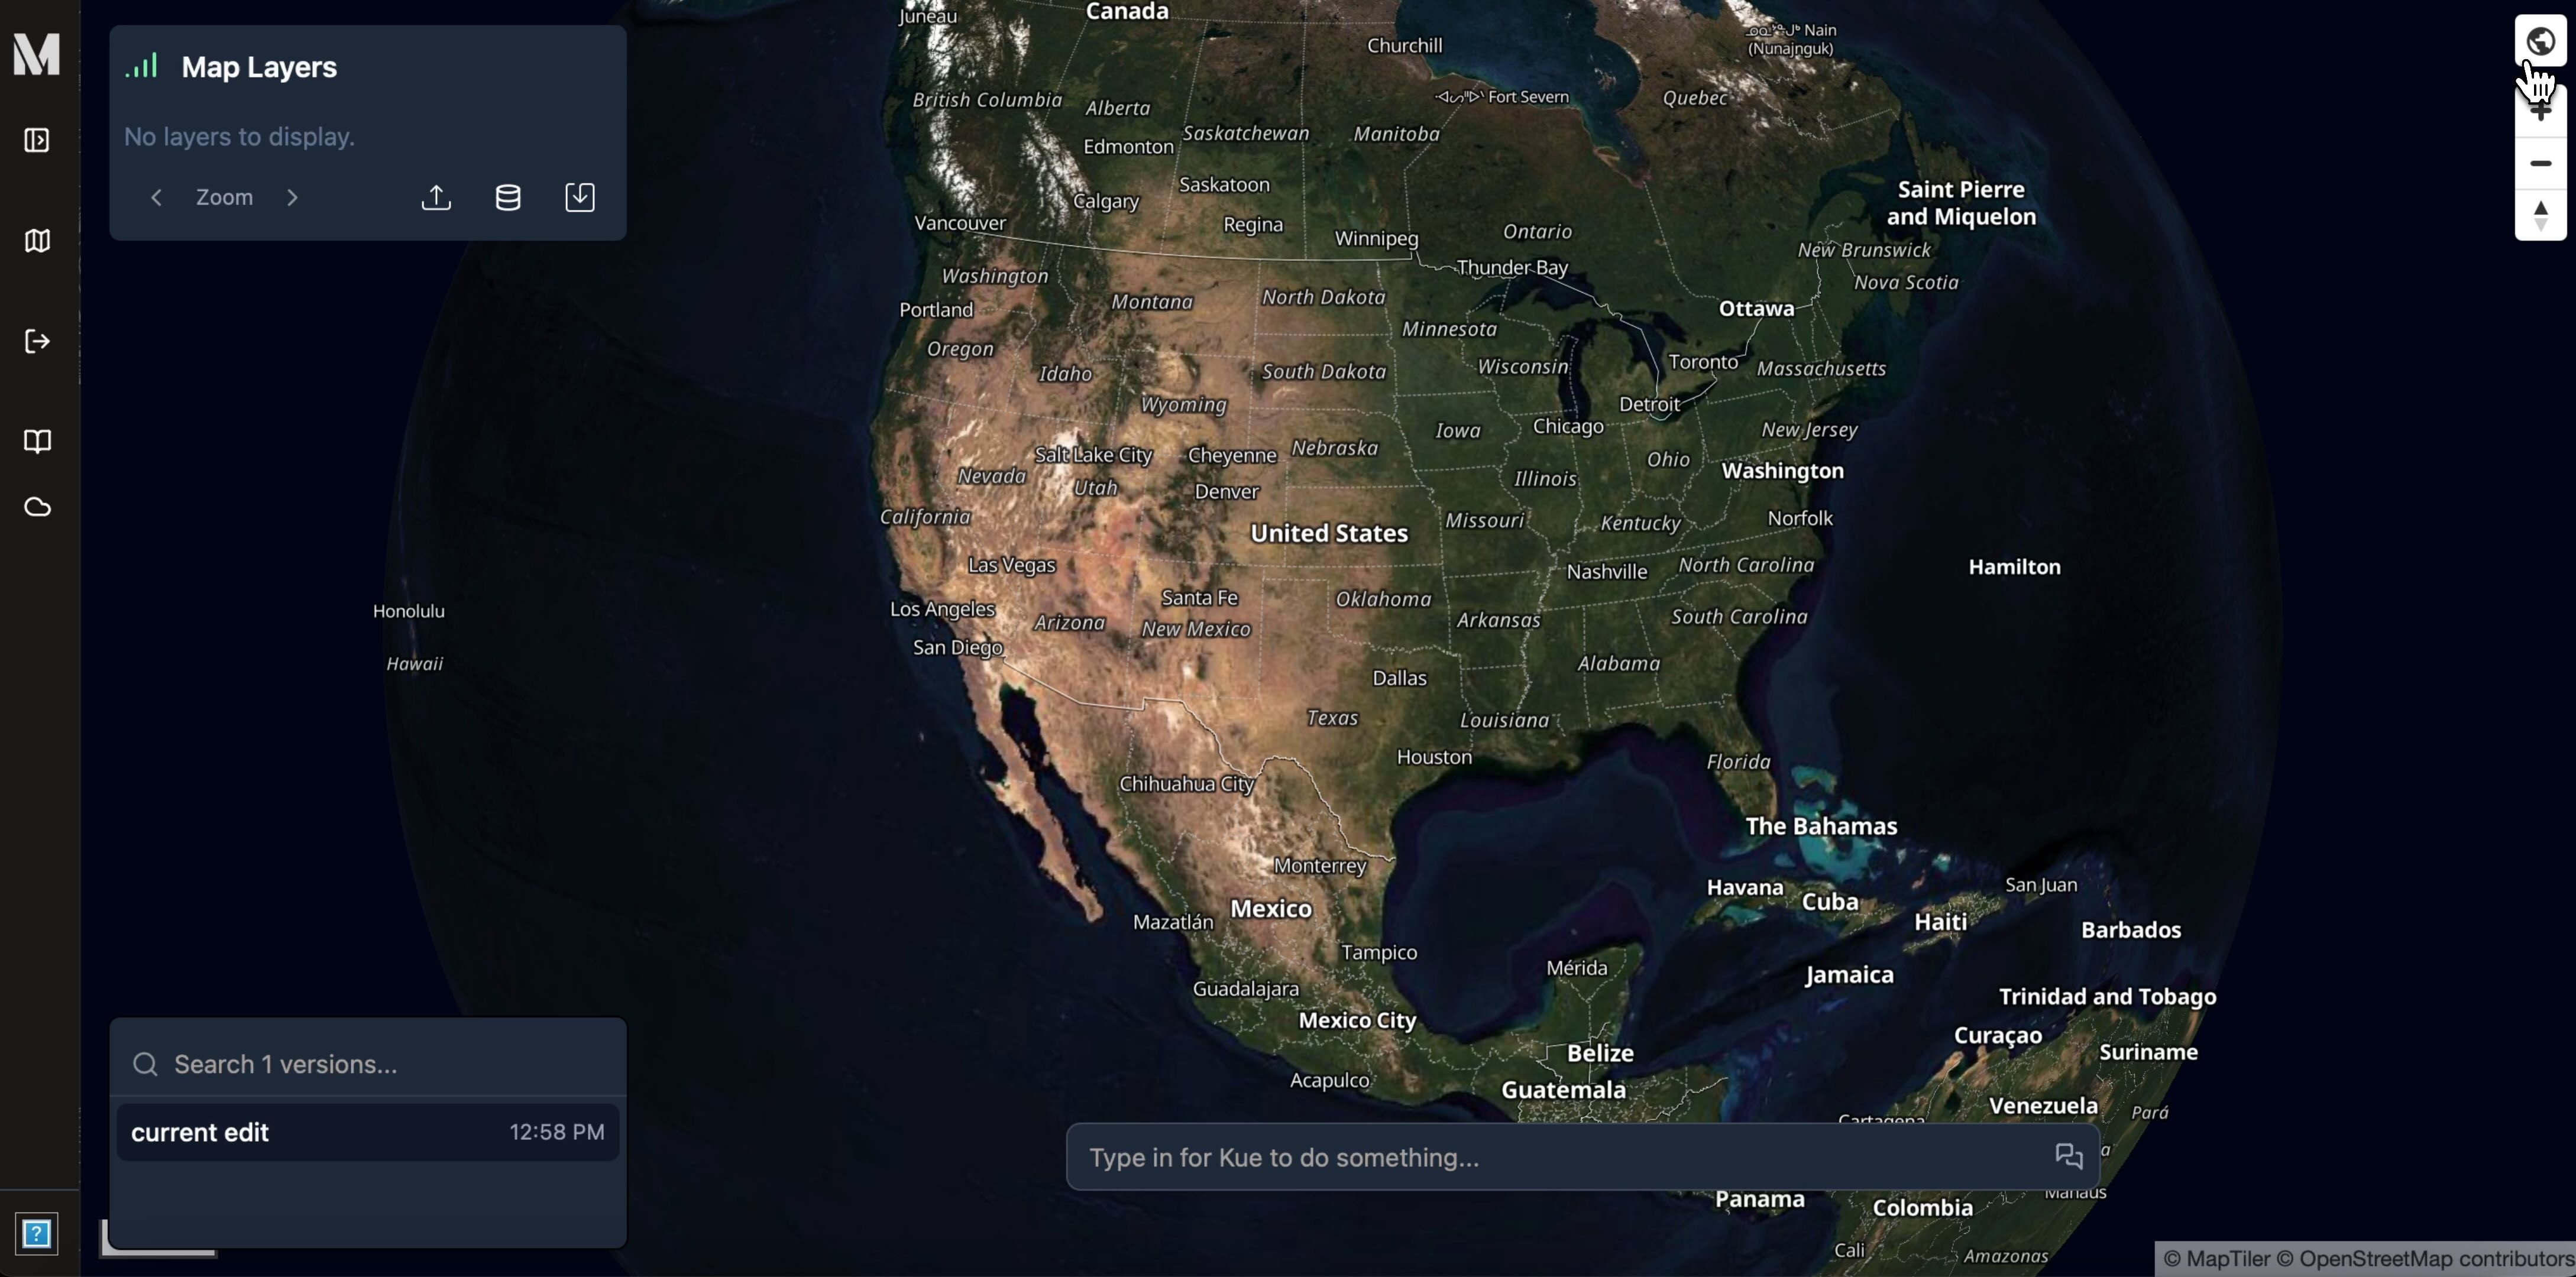 M
Map Layers
No layers to display.
Zoom
Juneau
Canada
Churchill
Nain
(Nunajnguk)
British Columbia
Alberta
Fort Severn
Quebec
Saskatchewan
Manitoba
Edmonton
Saskatoon
Calgary
Saint Pierre
and Miquelon
Vancouver
Regina
Winnipeg
Ontario
New Brunswick
Thunder Bay
Washington
Nova Scotia
Montana
North Dakota
Portland
Ottawa
Minnesota
Oregon
Toronto
Massachusetts
Wisconsin
Idaho
South Dakota
Wyoming
Detroit
Chicago
Iowa
New Jersey
Nebraska
Salt Lake City
Cheyenne
Ohio
Washington
Nevada
Illinois
Utah
Denver
California
Missouri
Kentucky
Norfolk
United States
Las Vegas
Nashville
North Carolina
Hamilton
Santa Fe
Oklahoma
Honolulu
Los Angeles
Arizona
New Mexico
Arkansas
South Carolina
San Diego
Hawaii
Alabama
Dallas
Texas
Louisiana
Houston
Florida
Chihuahua City
The Bahamas
Monterrey
Havana
San Juan
Cuba
Mexico
Mazatlán
Haiti
Barbados
Tampico
Mérida
Jamaica
Guadalajara
Trinidad and Tobago
Mexico City
Curaçao
Belize
Suriname
Search 1 versions...
Acapulco
Guatemala
Venezuela
Pará
Cartagena
current edit
12:58 PM
Type in for Kue to do something...
Manaus
Panama
Colombia
?
Cali
Amazonas
© MapTiler © OpenStreetMap contributors